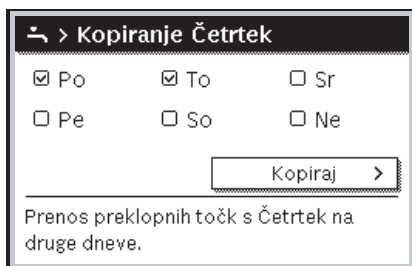 > Kopiranje Četrtek
Po To Sr
Pe So Ne
Kopiraj >
Prenos preklopnih točk s Četrtek na
druge dneve.